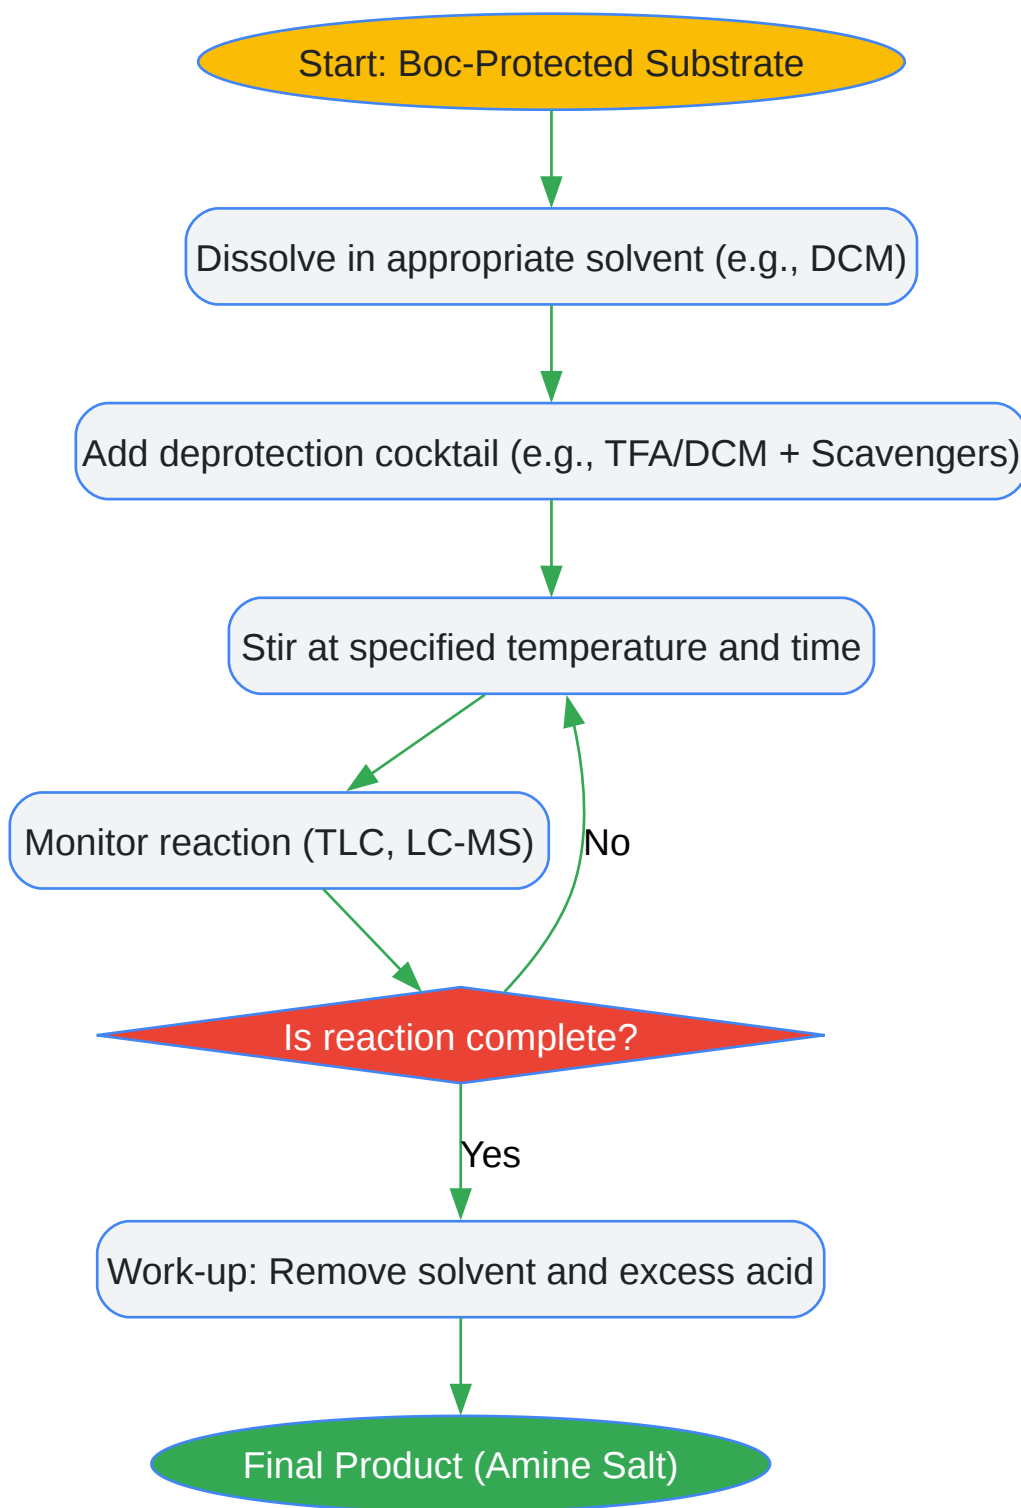 Start: Boc-Protected Substrate
Dissolve in appropriate solvent (e.g., DCM)
Add deprotection cocktail (e.g., TFA/DCM + Scavengers)
Stir at specified temperature and time
Monitor reaction (TLC, LC-MS)
No
Is reaction complete?
Yes
Work-up: Remove solvent and excess acid
Final Product (Amine Salt)